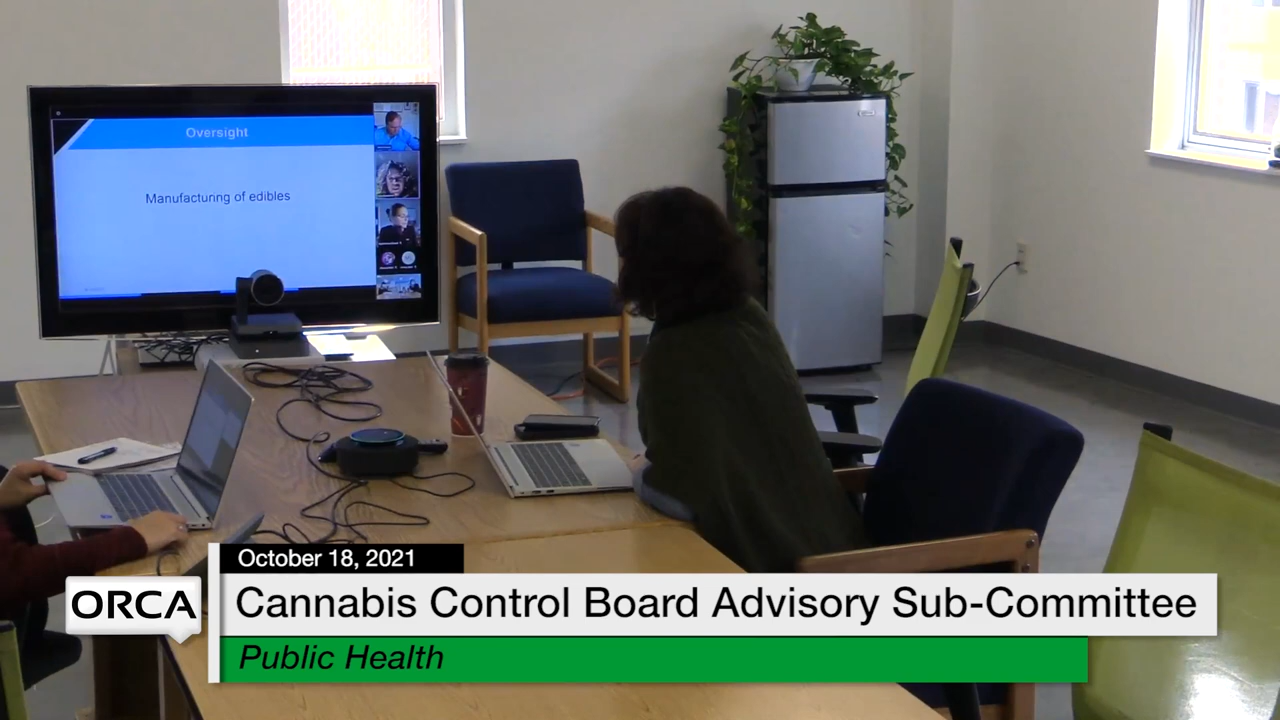 Oversight
Manufacturing of edibles
October 18, 2021
ORCA
Cannabis Control Board Advisory Sub-Committee
Public Health